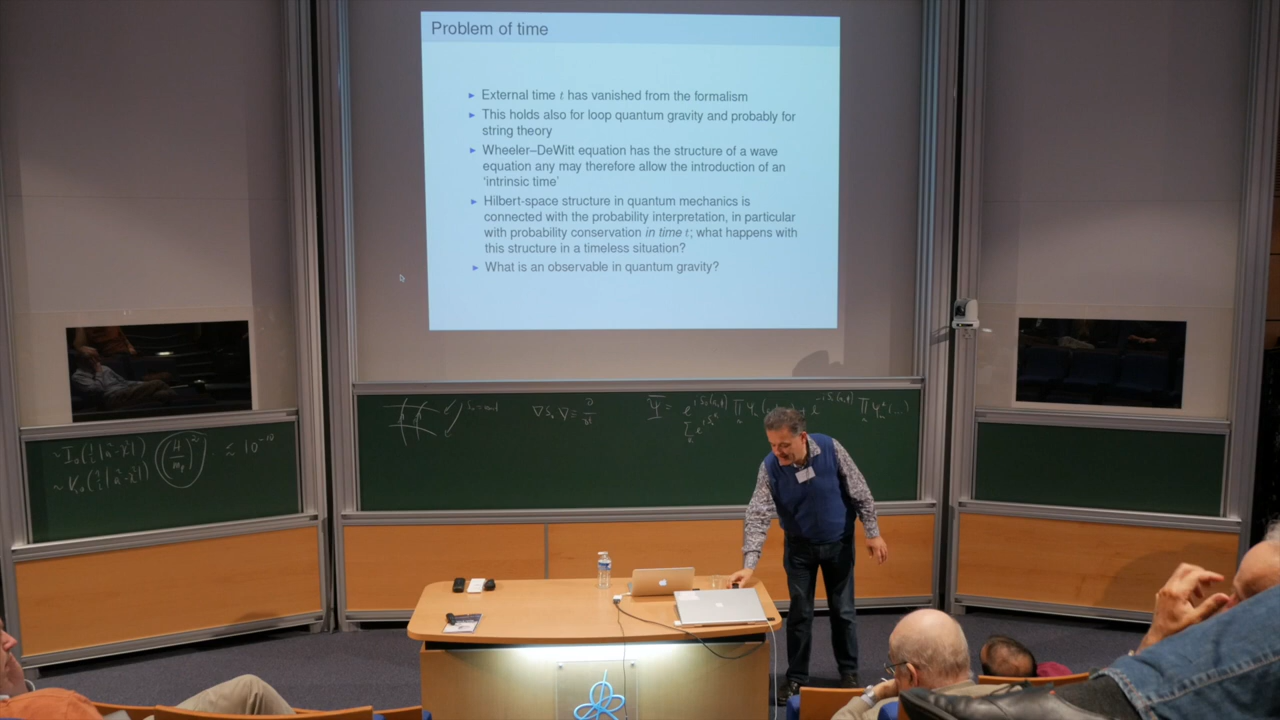 Problem of time
External time t has vanished from the formalism
This holds also for loop quantum gravity and probably for
string theory
Wheeler–DeWitt equation has the structure of a wave
equation any may therefore allow the introduction of an
‘intrinsic time’
Hilbert-space structure in quantum mechanics is
connected with the probability interpretation, in particular
with probability conservation in time t; what happens with
this structure in a timeless situation?
What is an observable in quantum gravity?
≲ 10⁻¹⁰